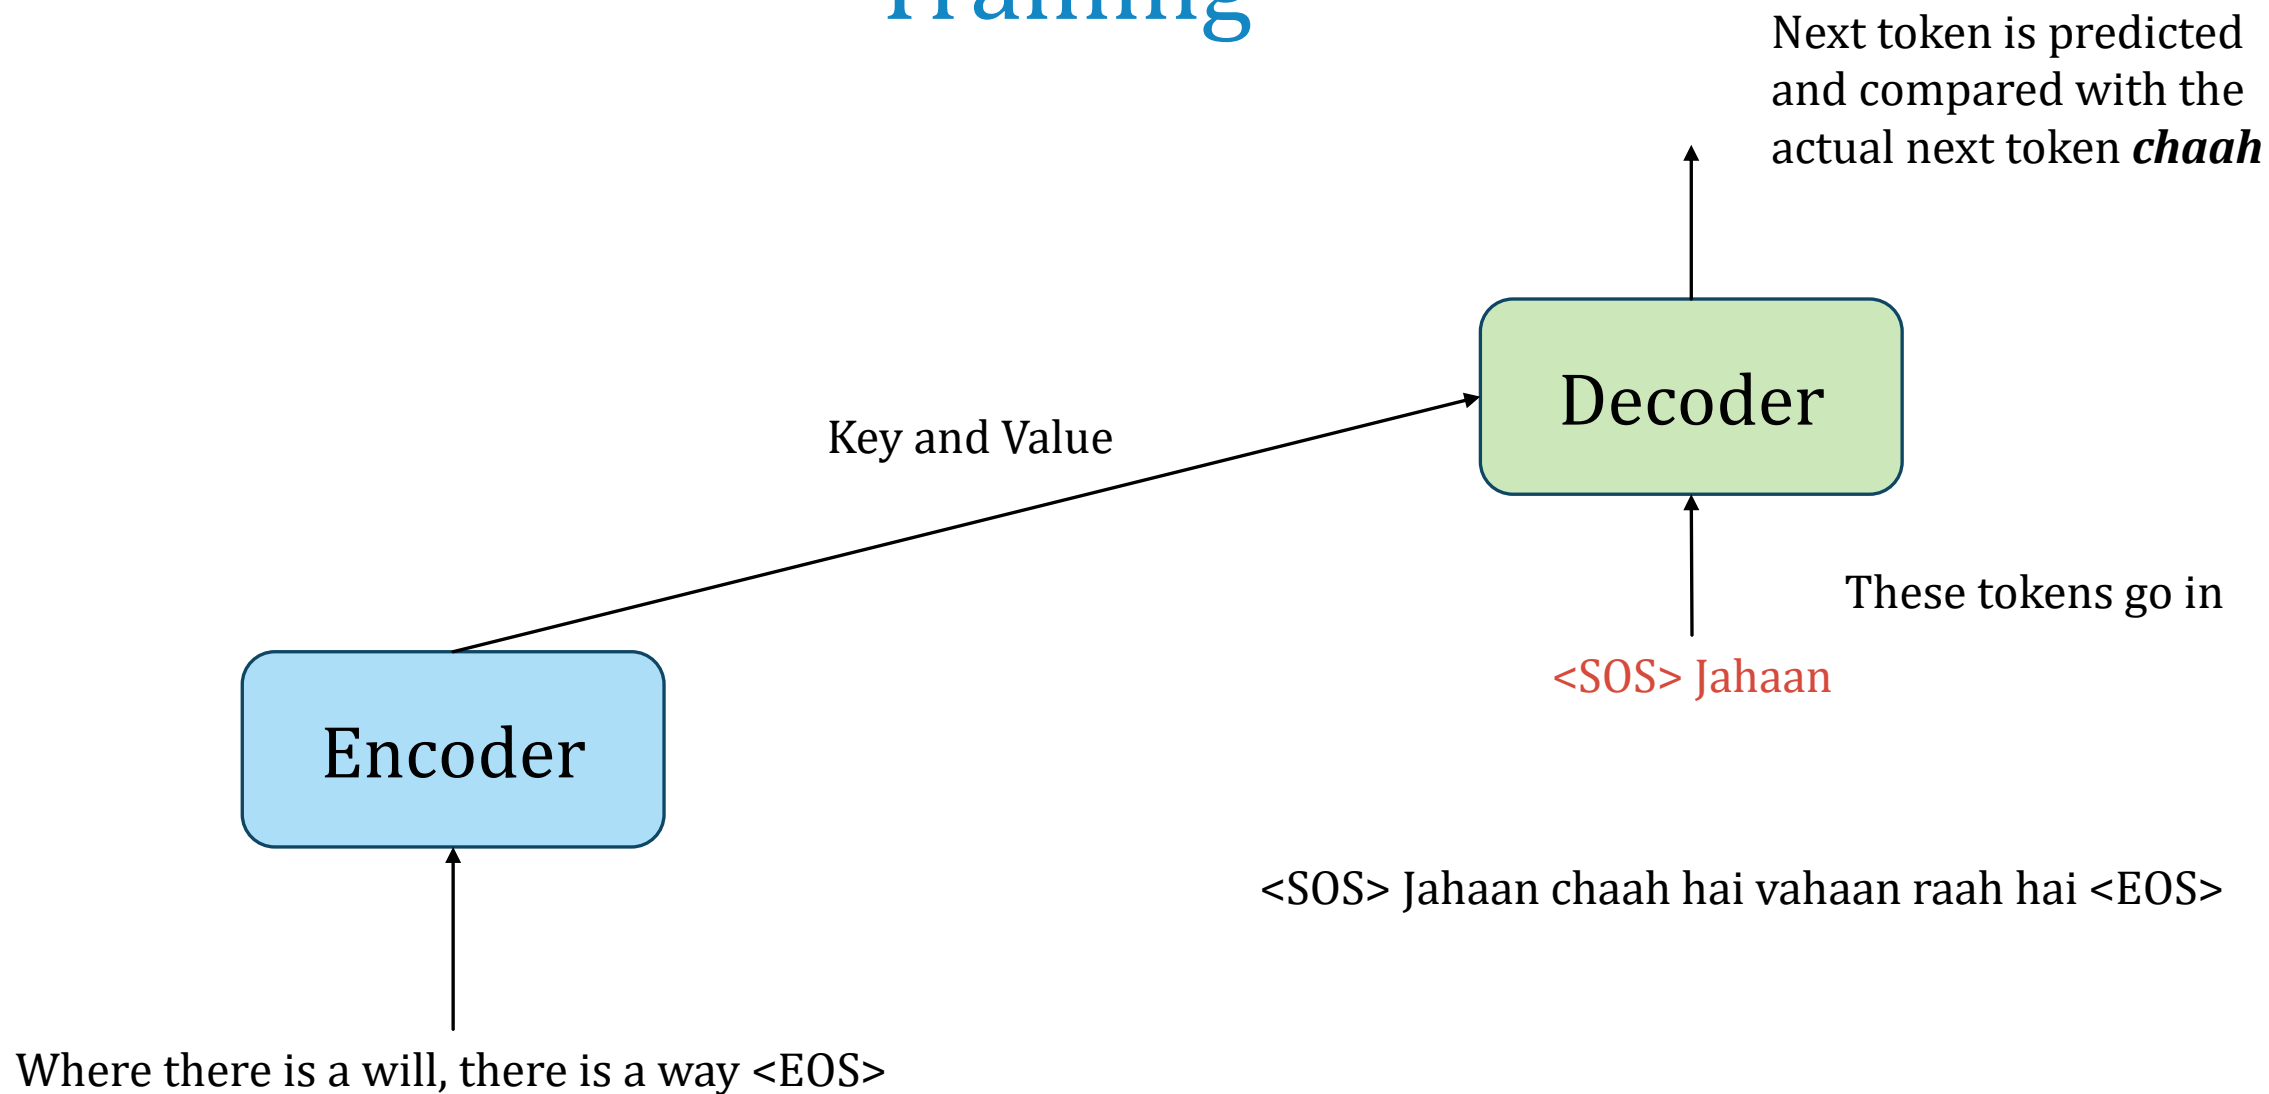 Training
Next token is predicted
and compared with the
actual next token chaah
Decoder
Key and Value
These tokens go in
<SOS> Jahaan
Encoder
<SOS> Jahaan chaah hai vahaan raah hai <EOS>
Where there is a will, there is a way <EOS>